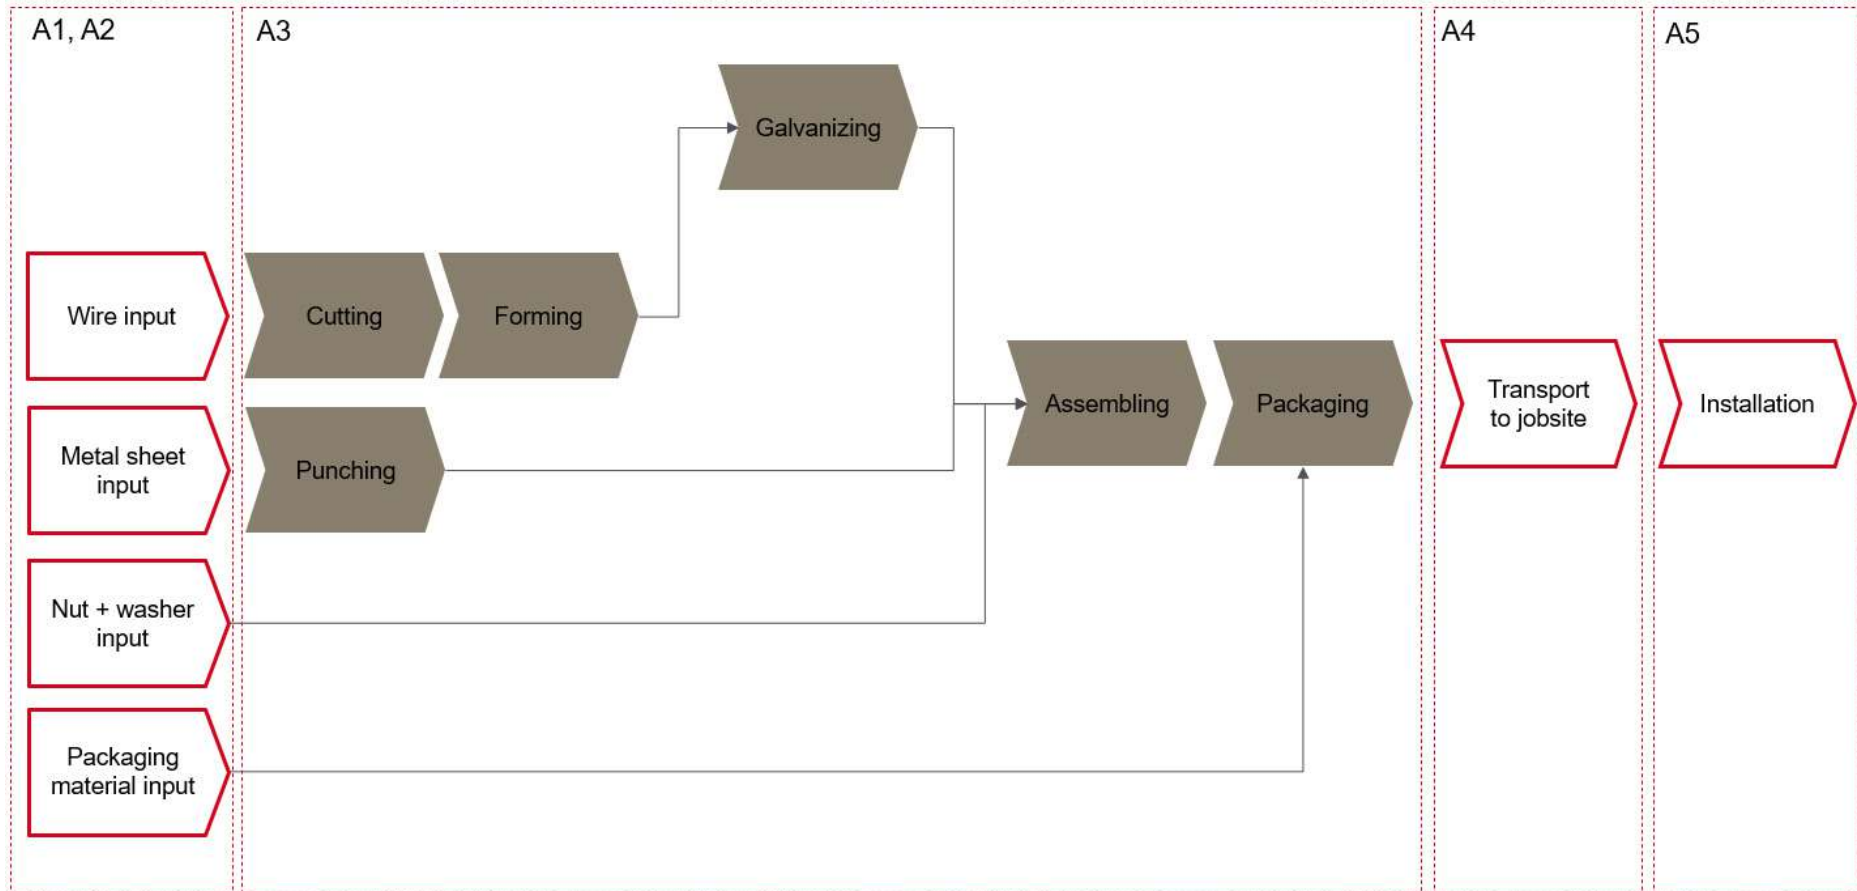 A1, A2
A3
A4
A5
Galvanizing
Wire input
Cutting
Forming
Metal sheet
input
Punching
Assembling
Packaging
Transport
to jobsite
Installation
Nut + washer
input
Packaging
material input